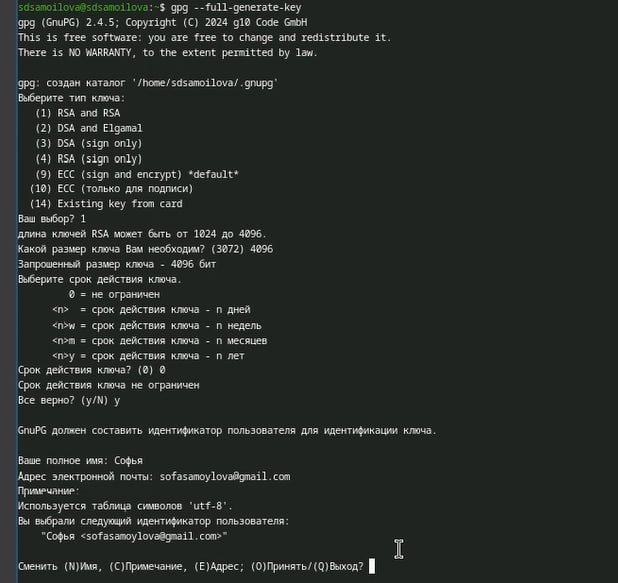 sdsamoilova@sdsamoilova:~$ gpg --full-generate-key
gpg (GnuPG) 2.4.5; Copyright (C) 2024 g10 Code GmbH
This is free software: you are free to change and redistribute it.
There is NO WARRANTY, to the extent permitted by law.
gpg: создан каталог '/home/sdsamoilova/.gnupg'
Выберите тип ключа:
(1) RSA and RSA
(2) DSA and Elgamal
(3) DSA (sign only)
(4) RSA (sign only)
(9) ECC (sign and encrypt) *default*
(10) ECC (только для подписи)
(14) Existing key from card
Ваш выбор? 1
длина ключей RSA может быть от 1024 до 4096.
Какой размер ключа Вам необходим? (3072) 4096
Запрошенный размер ключа - 4096 бит
Выберите срок действия ключа.
0 = не ограничен
<n>  = срок действия ключа - n дней
<n>w = срок действия ключа - n недель
<n>m = срок действия ключа - n месяцев
<n>y = срок действия ключа - n лет
Срок действия ключа? (0) 0
Срок действия ключа не ограничен
Все верно? (y/N) y
GnuPG должен составить идентификатор пользователя для идентификации ключа.
Ваше полное имя: Софья
Адрес электронной почты: sofasamoylova@gmail.com
Примечание:
Используется таблица символов 'utf-8'.
Вы выбрали следующий идентификатор пользователя:
"Софья <sofasamoylova@gmail.com>"
Сменить (N)Имя, (C)Примечание, (E)Адрес; (O)Принять/(Q)Выход?